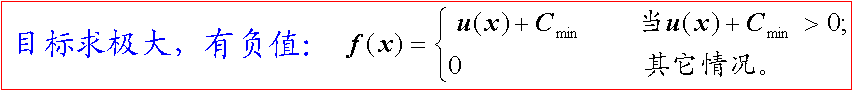 目标求极大，有负值： f(x) = { u(x) + C_min 当u(x) + C_min > 0;
0 其它情况。